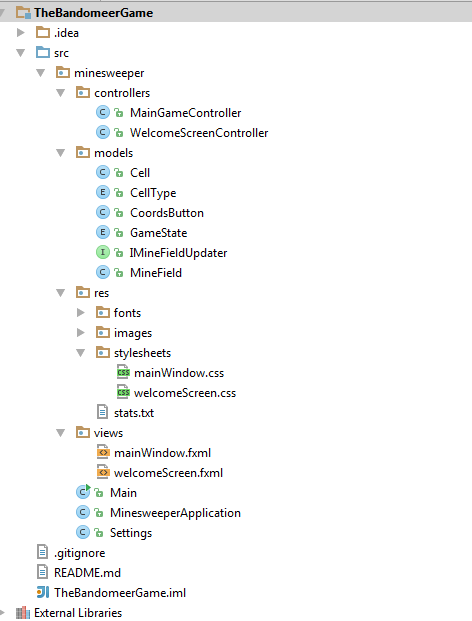 TheBandomeerGame
.idea
src
minesweeper
controllers
MainGameController
WelcomeScreenController
models
Cell
CellType
CoordsButton
GameState
IMineFieldUpdater
MineField
res
fonts
images
stylesheets
mainWindow.css
welcomeScreen.css
stats.txt
views
mainWindow.fxml
welcomeScreen.fxml
Main
MinesweeperApplication
Settings
.gitignore
README.md
TheBandomeerGame.iml
External Libraries